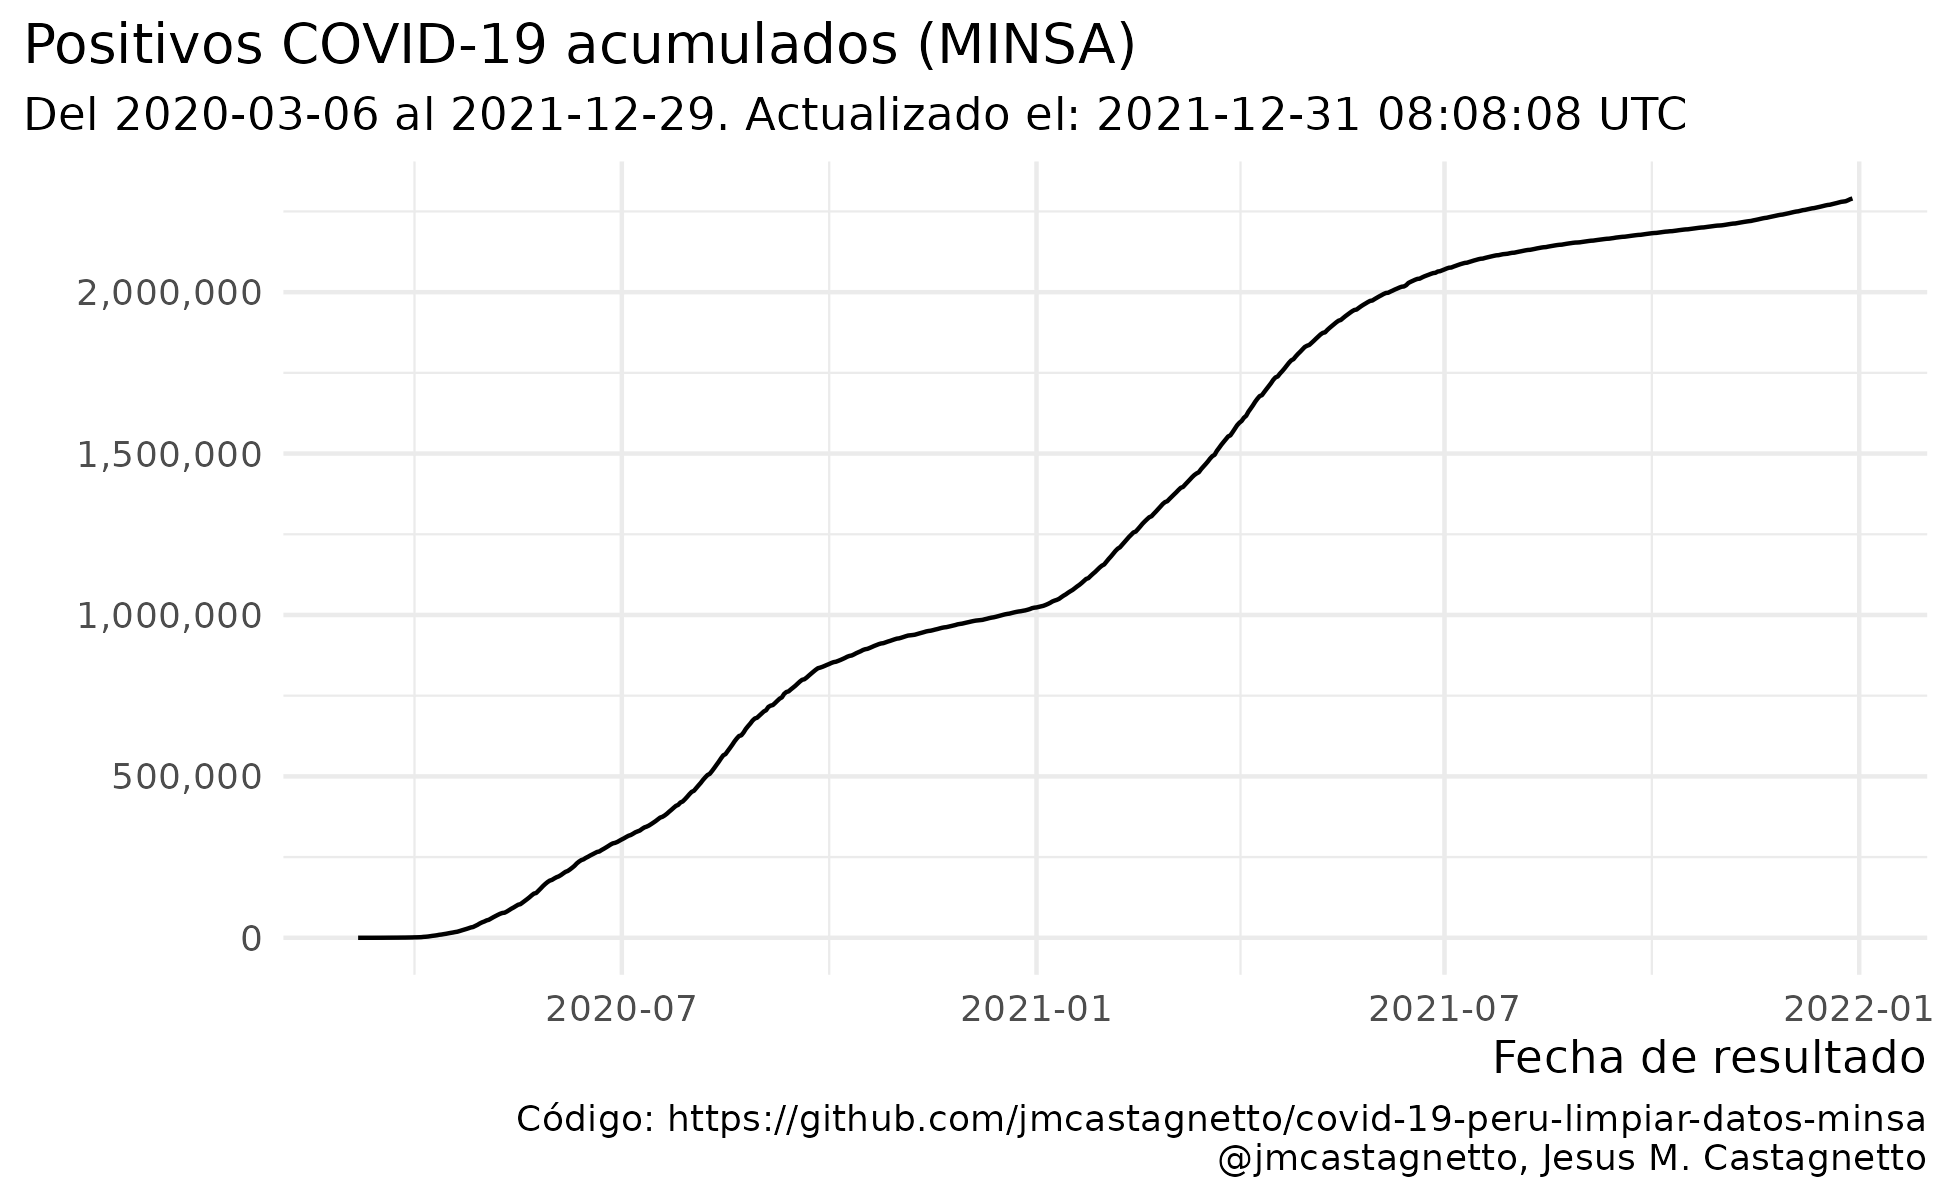 Positivos COVID-19 acumulados (MINSA)
Del 2020-03-06 al 2021-12-29. Actualizado el: 2021-12-31 08:08:08 UTC
2,000,000
1,500,000
1,000,000
500,000
0
2020-07 2021-01 2021-07 2022-01
Fecha de resultado
Código: https://github.com/jmcastagnetto/covid-19-peru-limpiar-datos-minsa
@jmcastagnetto, Jesus M. Castagnetto